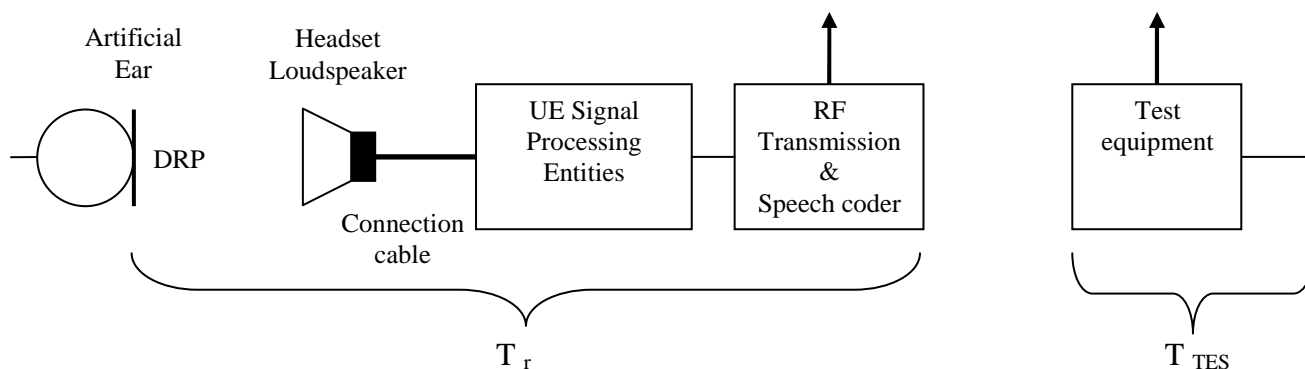 Artificial
Ear
DRP
Headset
Loudspeaker
Connection
cable
UE Signal
Processing
Entities
RF
Transmission
&
Speech coder
Test
equipment
T r
T TES